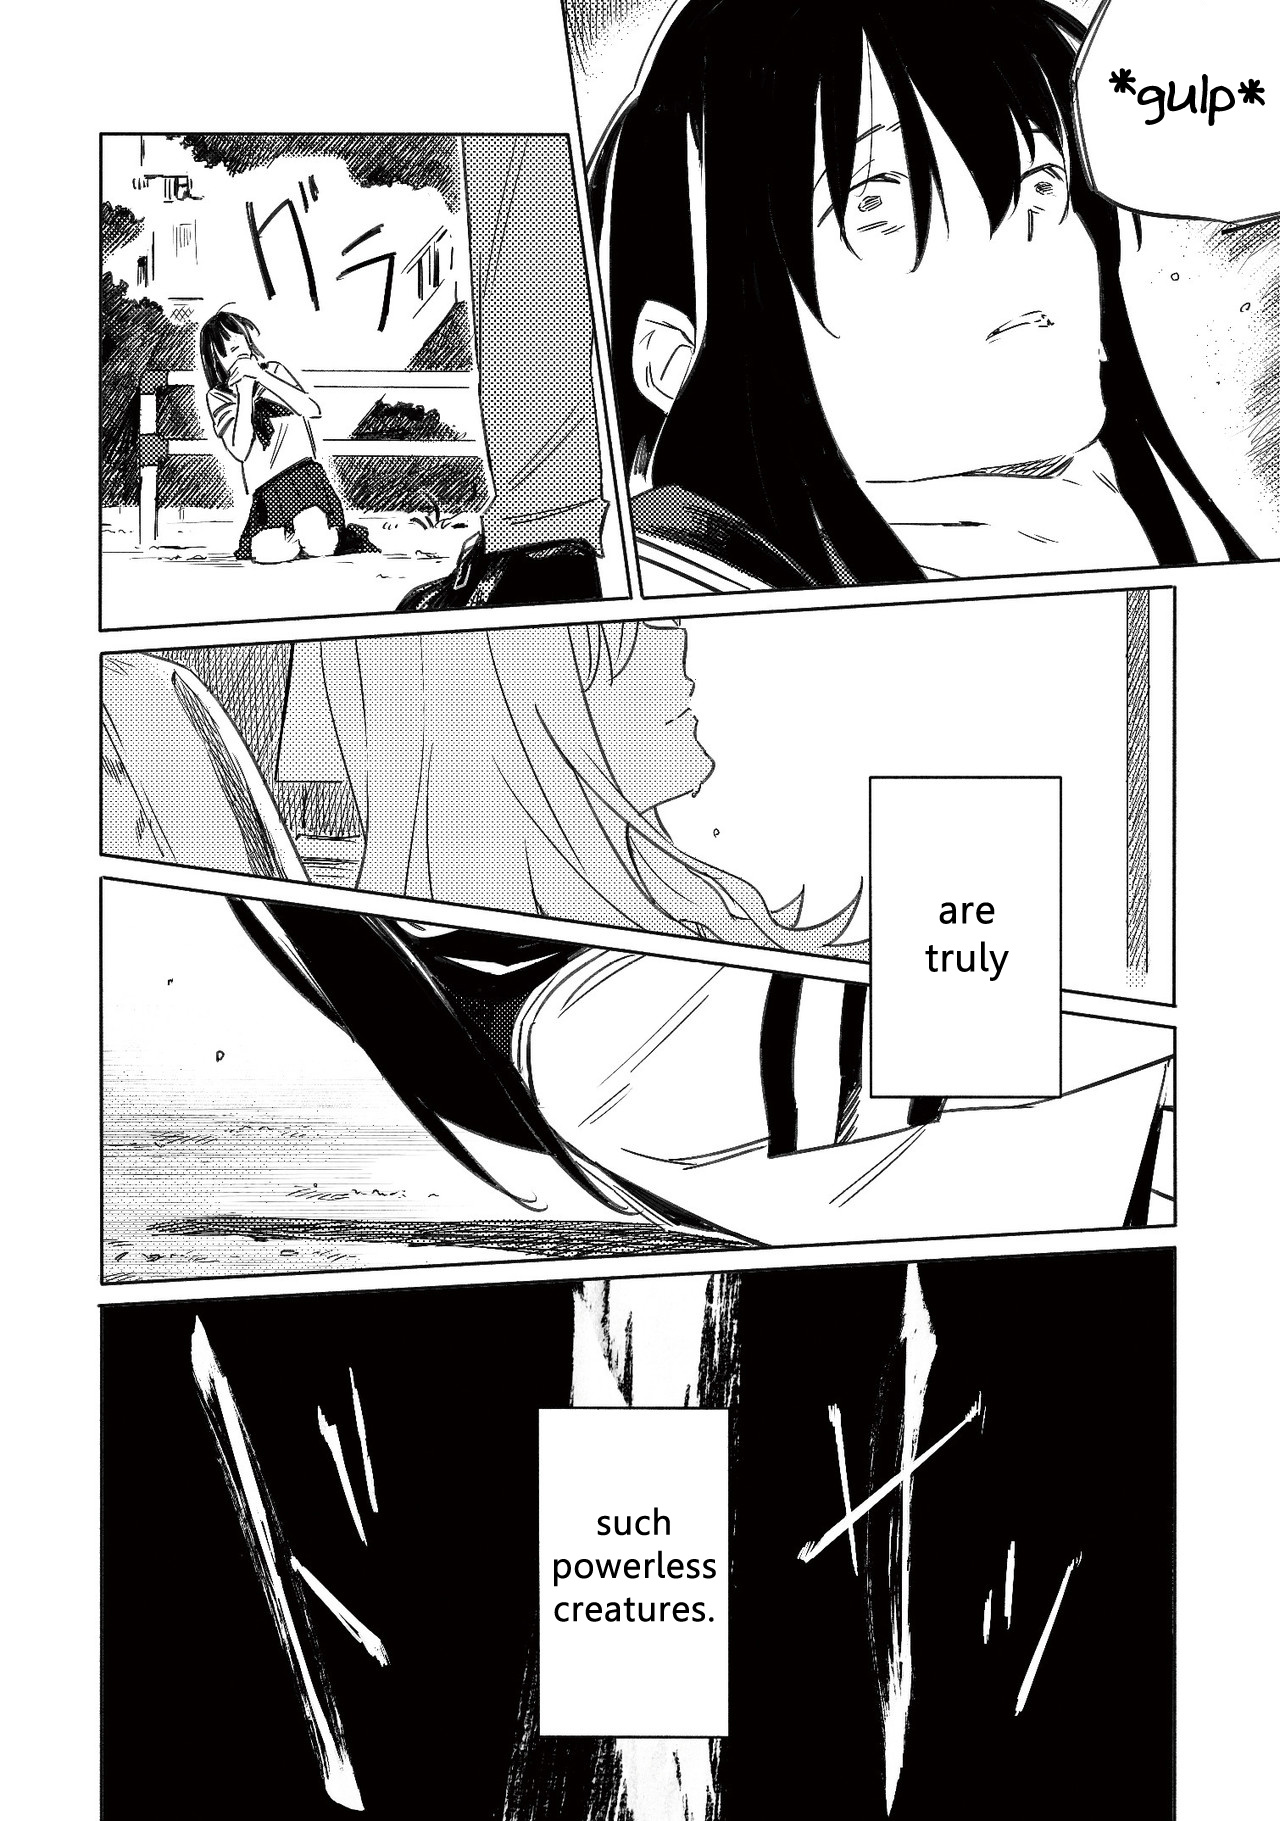 *gulp*
グラ
are
truly
such
powerless
creatures.